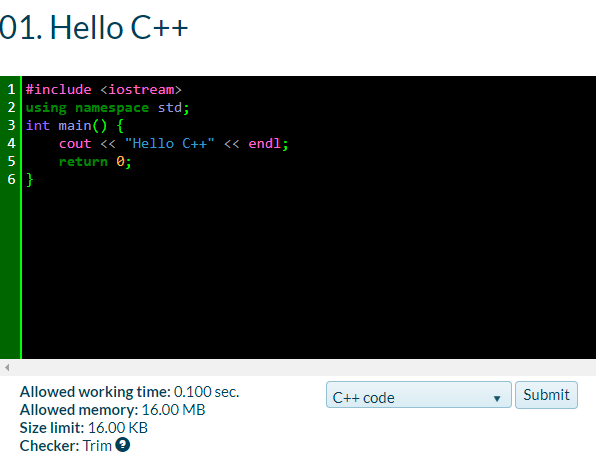 01. Hello C++
1 #include <iostream>
2 using namespace std;
3 int main() {
4     cout << "Hello C++" << endl;
5     return 0;
6 }
Allowed working time: 0.100 sec.
Allowed memory: 16.00 MB
Size limit: 16.00 KB
Checker: Trim ?
C++ code
Submit